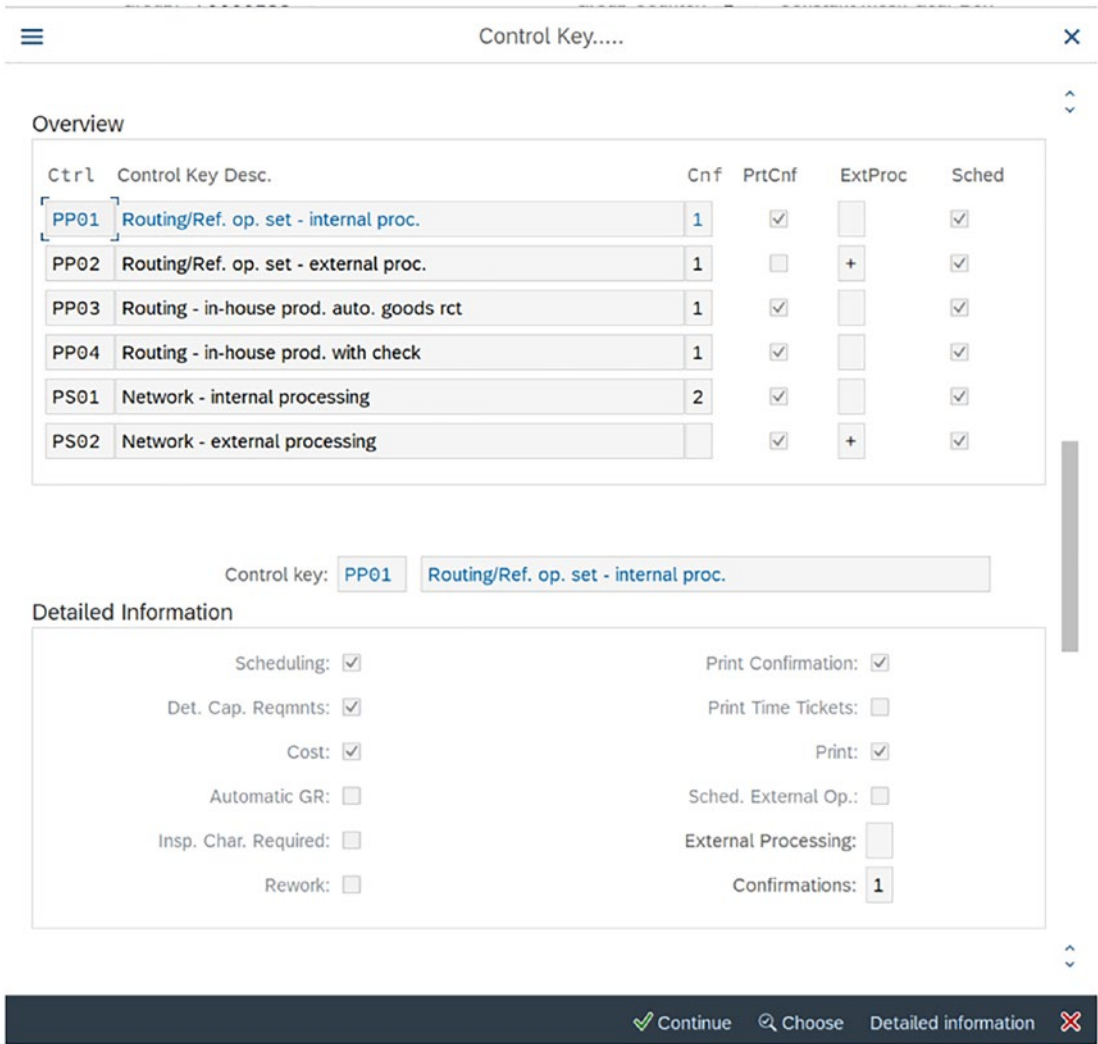 Control Key.....
Overview
Ctrl Control Key Desc. Cnf PrtCnf ExtProc Sched
PP01 Routing/Ref. op. set - internal proc. 1
PP02 Routing/Ref. op. set - external proc. 1 +
PP03 Routing - in-house prod. auto. goods rct 1
PP04 Routing - in-house prod. with check 1
PS01 Network - internal processing 2
PS02 Network - external processing +
Control key: PP01 Routing/Ref. op. set - internal proc.
Detailed Information
Scheduling: Print Confirmation:
Det. Cap. Reqmnts: Print Time Tickets:
Cost: Print:
Automatic GR: Sched. External Op.:
Insp. Char. Required: External Processing:
Rework: Confirmations: 1
Continue Choose Detailed information